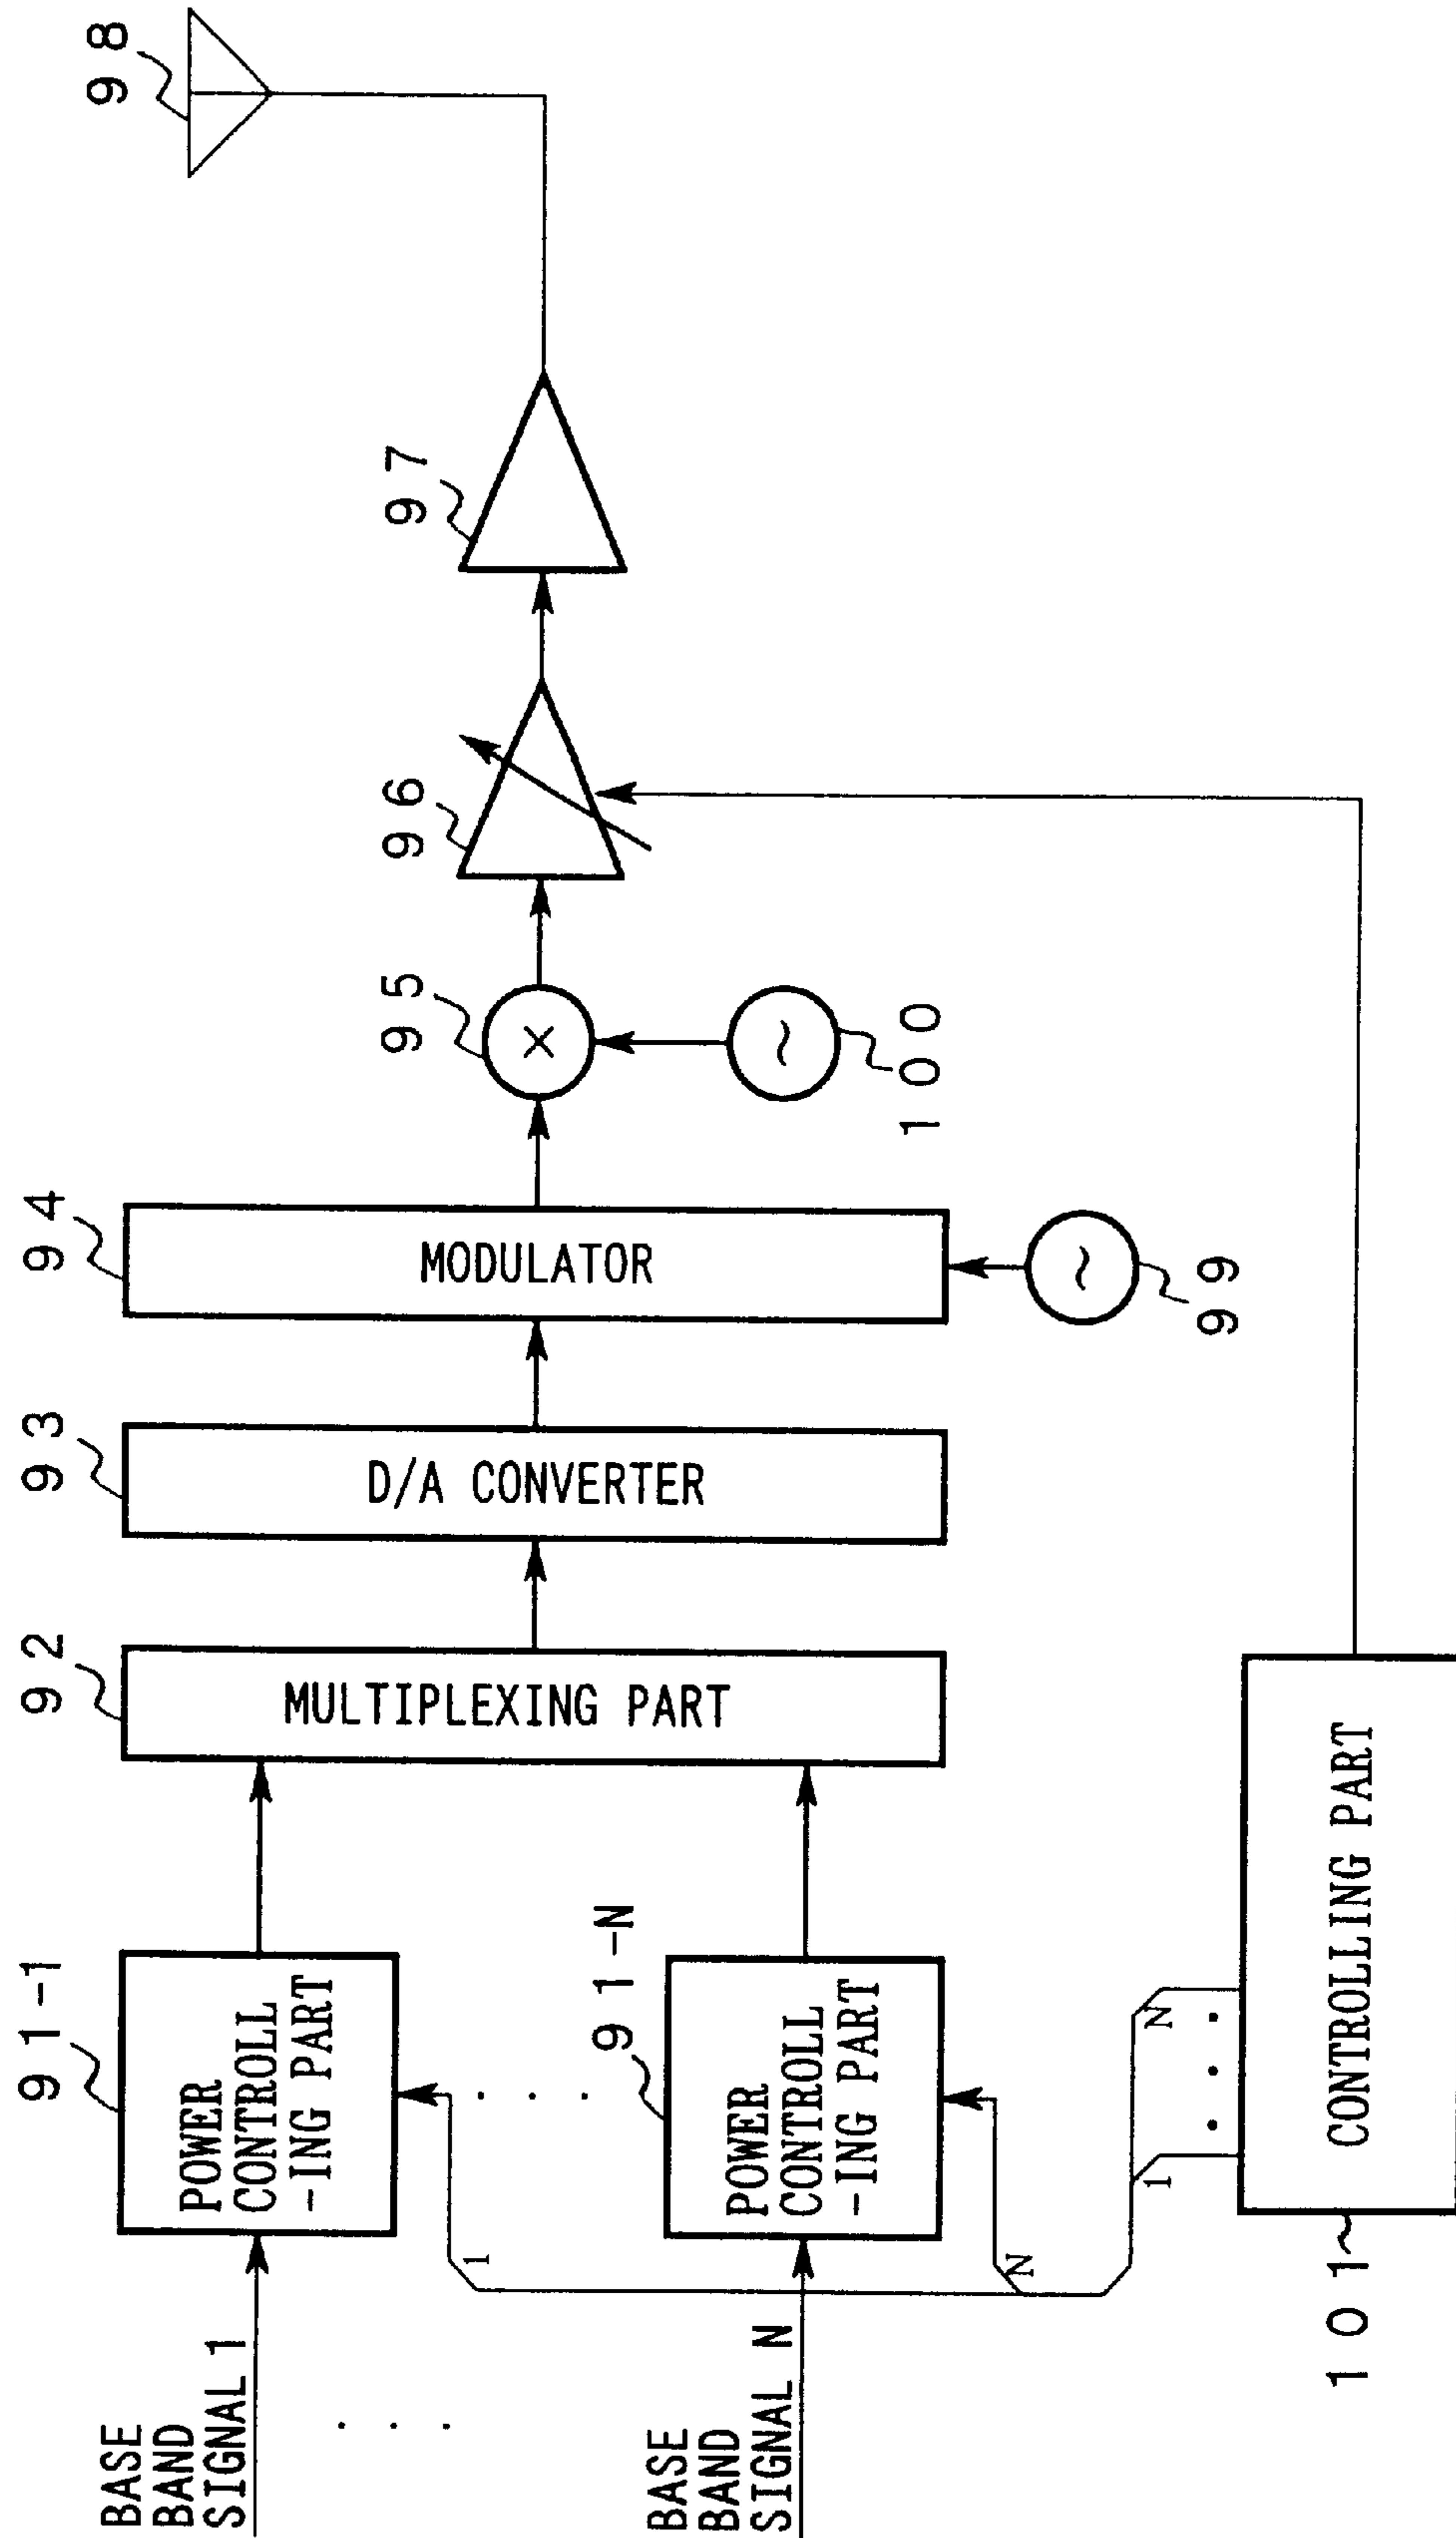 BASE
BAND
SIGNAL 1
BASE
BAND
SIGNAL N
91-1
POWER
CONTROLL
-ING PART
91-N
POWER
CONTROLL
-ING PART
1
N
1
N
92
MULTIPLEXING PART
93
D/A CONVERTER
94
MODULATOR
99
95
×
100
96
97
98
101
CONTROLLING PART